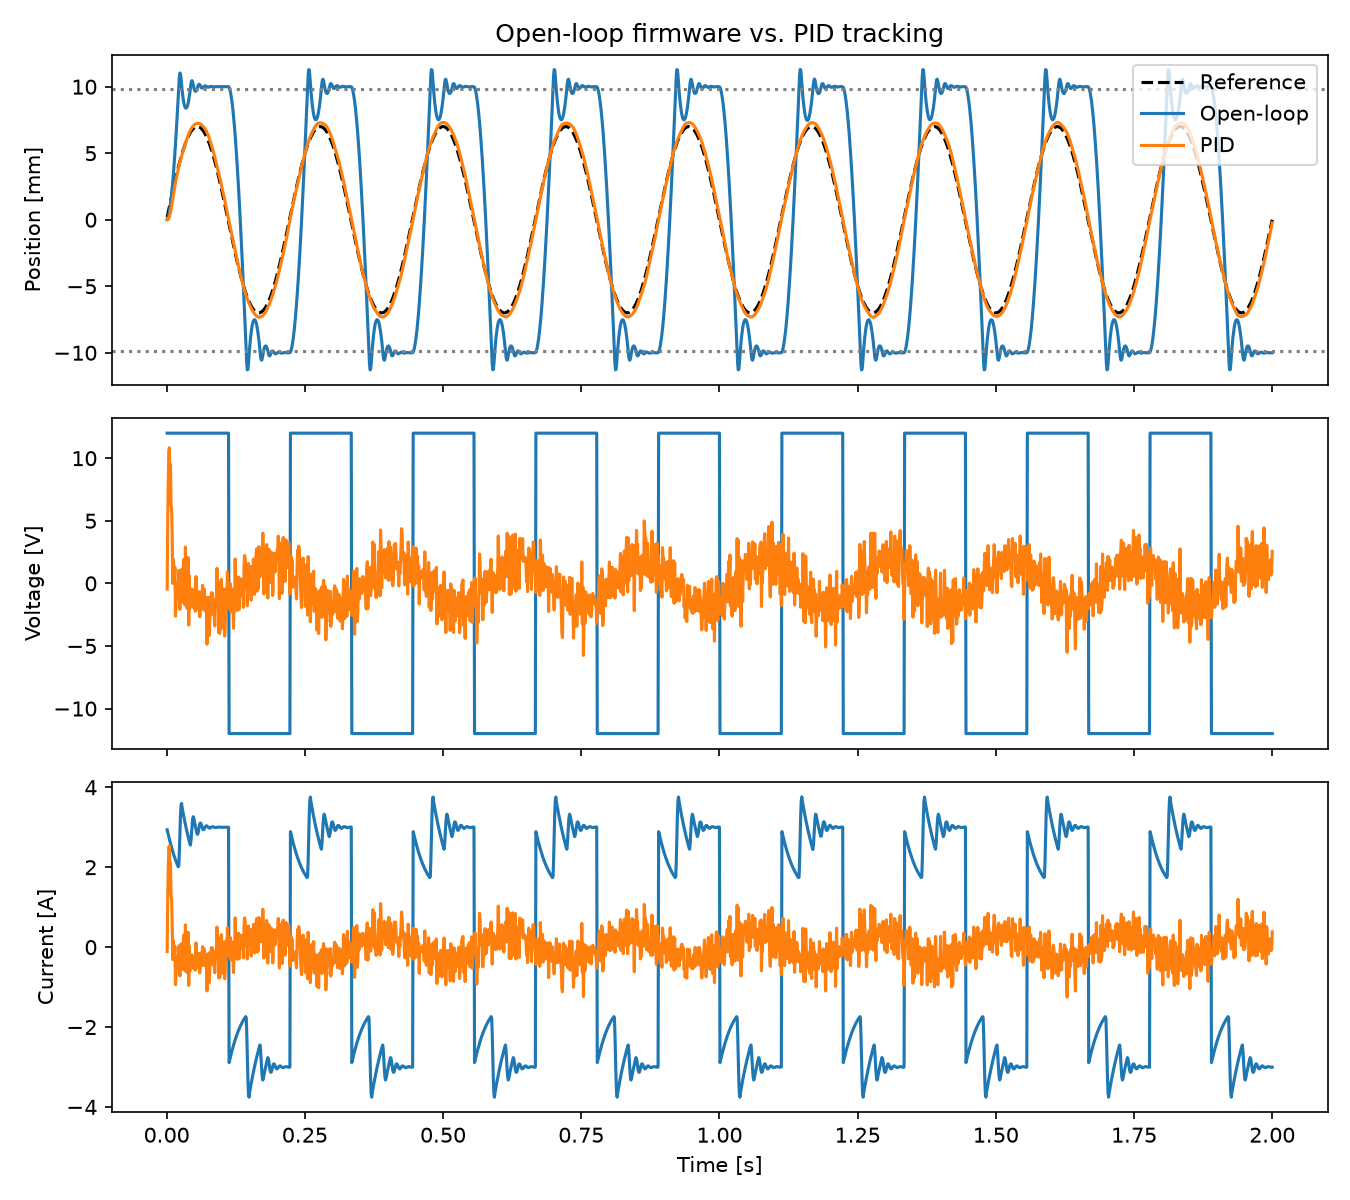 Open-loop firmware vs. PID tracking
Reference
Open-loop
PID
Position [mm]
10
5
0
−5
−10
Voltage [V]
10
5
0
−5
−10
Current [A]
4
2
0
−2
−4
0.00 0.25 0.50 0.75 1.00 1.25 1.50 1.75 2.00
Time [s]